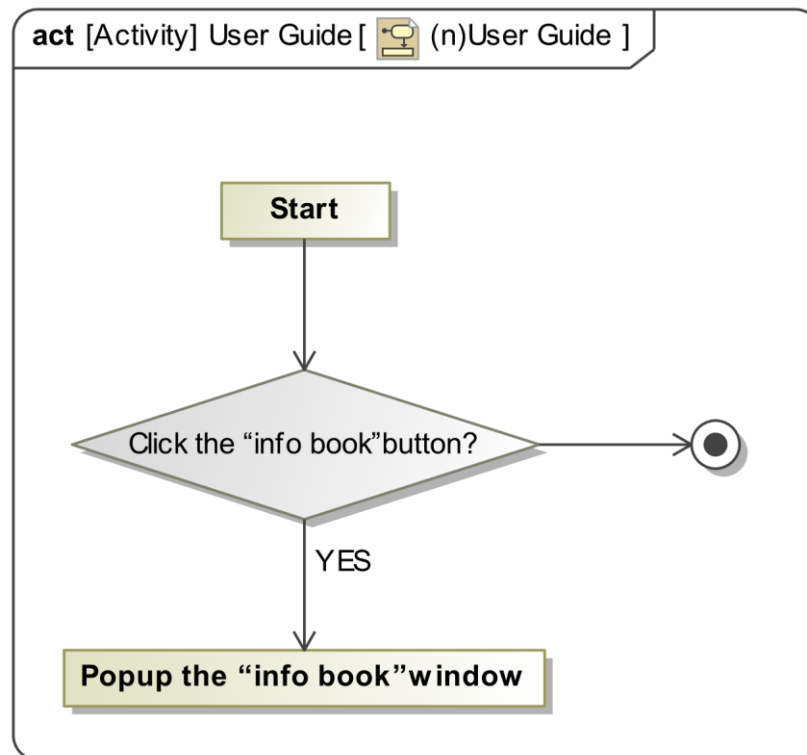 act [Activity] User Guide [ (n)User Guide ]
Start
Click the “info book”button?
YES
Popup the “info book”window